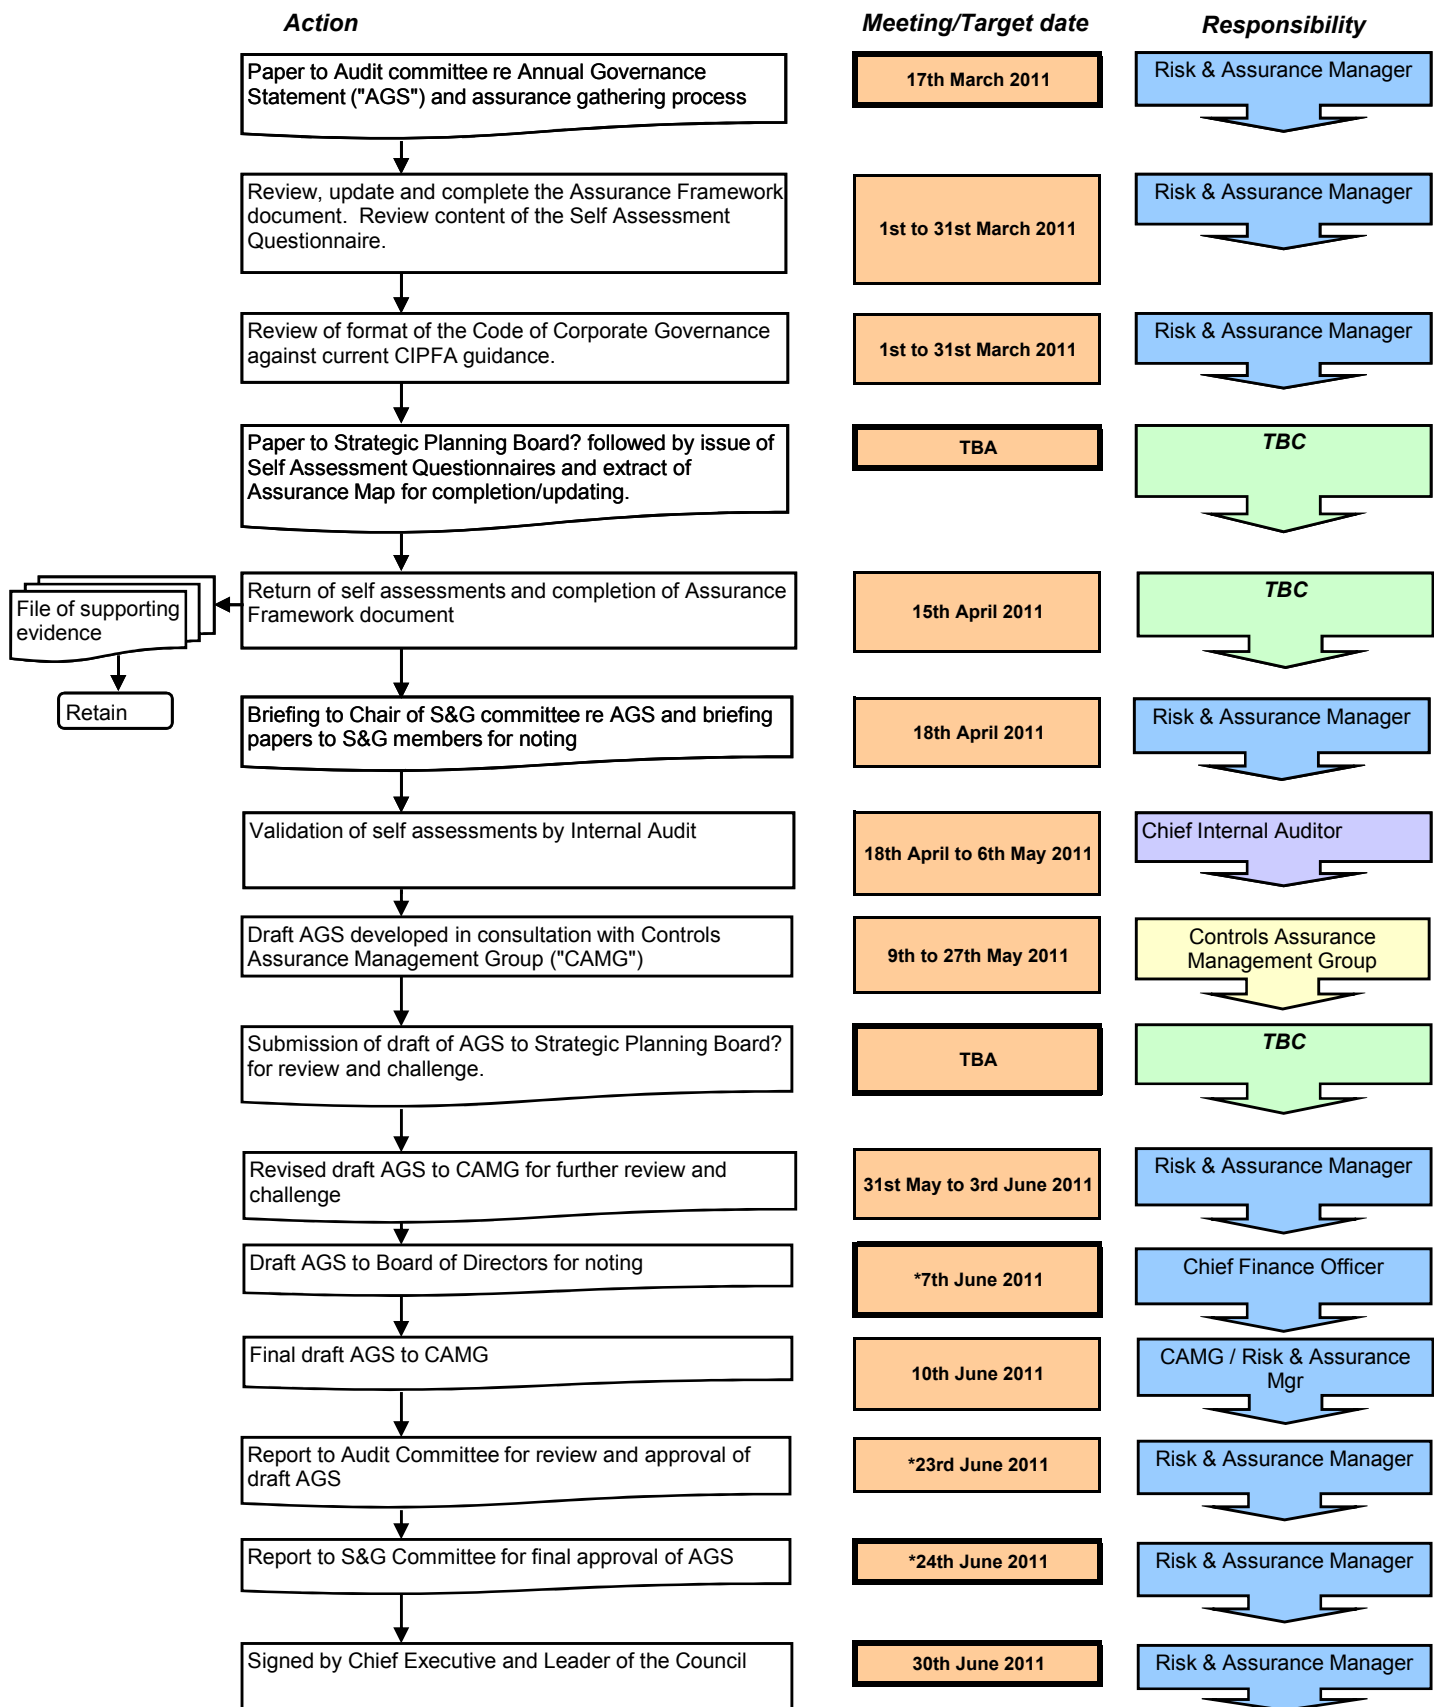 Action
Meeting/Target date
Responsibility
Paper to Audit committee re Annual Governance
Statement ("AGS") and assurance gathering process
17th March 2011
Risk & Assurance Manager
Review, update and complete the Assurance Framework
document.  Review content of the Self Assessment
Questionnaire.
1st to 31st March 2011
Risk & Assurance Manager
Review of format of the Code of Corporate Governance
against current CIPFA guidance.
1st to 31st March 2011
Risk & Assurance Manager
Paper to Strategic Planning Board? followed by issue of
Self Assessment Questionnaires and extract of
Assurance Map for completion/updating.
TBA
TBC
Return of self assessments and completion of Assurance
Framework document
15th April 2011
TBC
File of supporting
evidence
Retain
Briefing to Chair of S&G committee re AGS and briefing
papers to S&G members for noting
18th April 2011
Risk & Assurance Manager
Validation of self assessments by Internal Audit
18th April to 6th May 2011
Chief Internal Auditor
Draft AGS developed in consultation with Controls
Assurance Management Group ("CAMG")
9th to 27th May 2011
Controls Assurance
Management Group
Submission of draft of AGS to Strategic Planning Board?
for review and challenge.
TBA
TBC
Revised draft AGS to CAMG for further review and
challenge
31st May to 3rd June 2011
Risk & Assurance Manager
Draft AGS to Board of Directors for noting
*7th June 2011
Chief Finance Officer
Final draft AGS to CAMG
10th June 2011
CAMG / Risk & Assurance
Mgr
Report to Audit Committee for review and approval of
draft AGS
*23rd June 2011
Risk & Assurance Manager
Report to S&G Committee for final approval of AGS
*24th June 2011
Risk & Assurance Manager
Signed by Chief Executive and Leader of the Council
30th June 2011
Risk & Assurance Manager